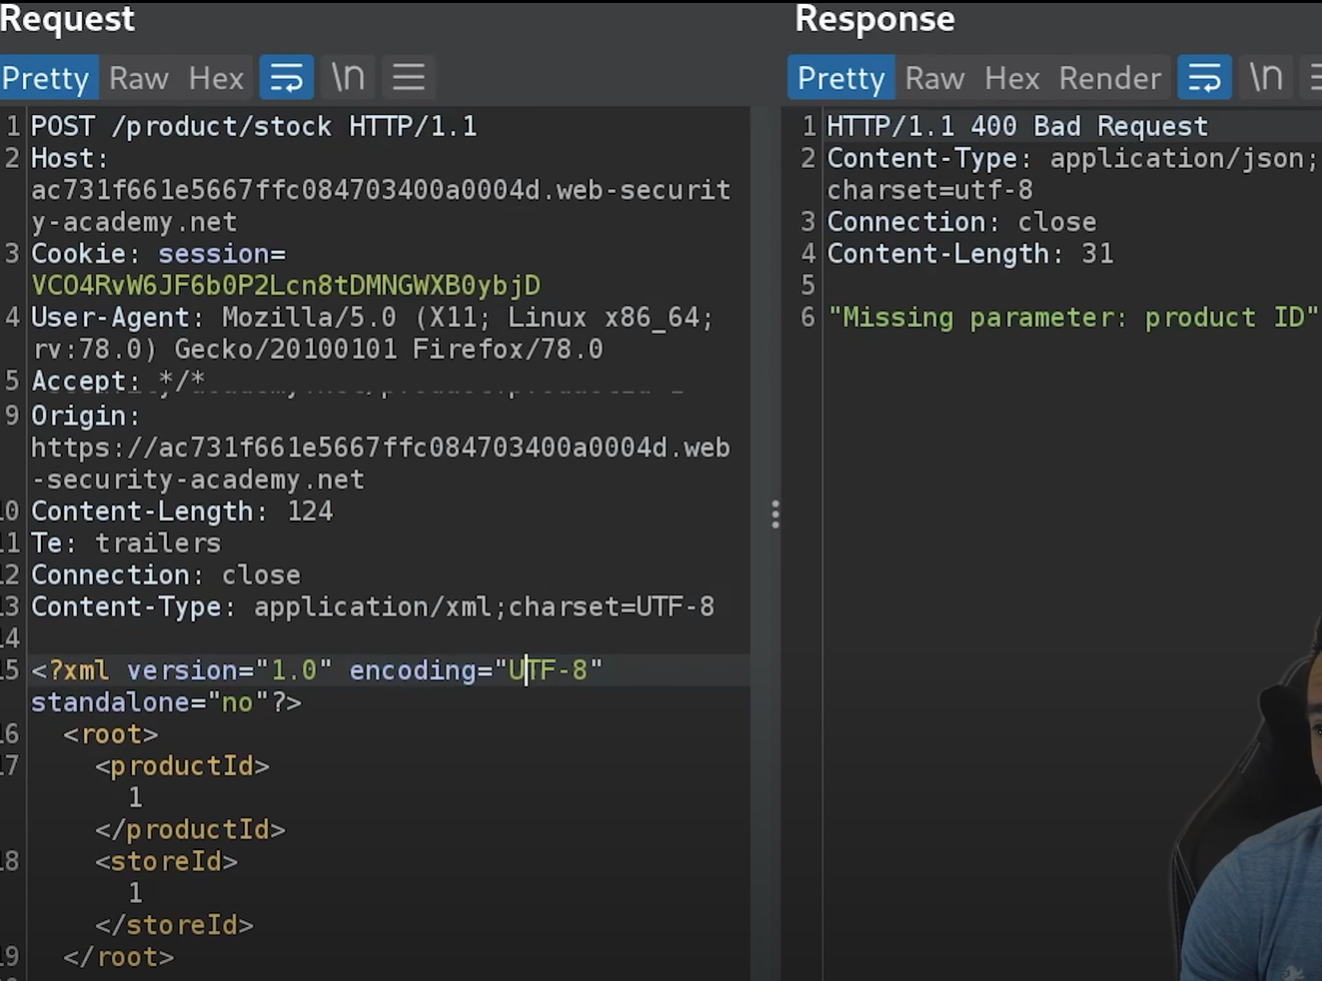 Request
Pretty Raw Hex \n
1 POST /product/stock HTTP/1.1
2 Host:
ac731f661e5667ffc084703400a0004d.web-securit
y-academy.net
3 Cookie: session=
VCO4RvW6JF6b0P2Lcn8tDMNGWXB0ybjD
4 User-Agent: Mozilla/5.0 (X11; Linux x86_64;
rv:78.0) Gecko/20100101 Firefox/78.0
5 Accept: */*
9 Origin:
https://ac731f661e5667ffc084703400a0004d.web
-security-academy.net
10 Content-Length: 124
11 Te: trailers
12 Connection: close
13 Content-Type: application/xml;charset=UTF-8
14
15 <?xml version="1.0" encoding="UTF-8"
standalone="no"?>
16 <root>
17 <productId>
1
</productId>
18 <storeId>
1
</storeId>
19 </root>
Response
Pretty Raw Hex Render \n
1 HTTP/1.1 400 Bad Request
2 Content-Type: application/json;
charset=utf-8
3 Connection: close
4 Content-Length: 31
5
6 "Missing parameter: product ID"